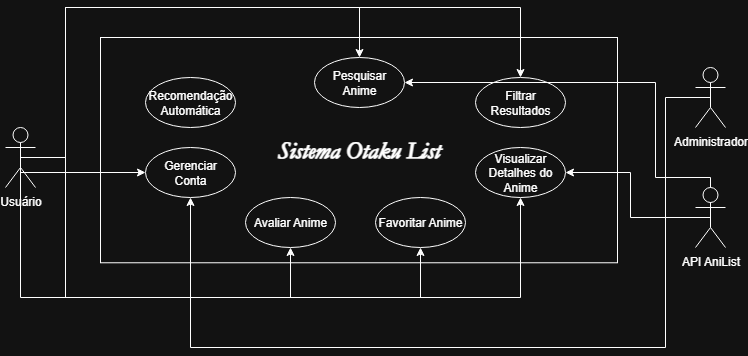 Pesquisar
Anime
Recomendação
Automática
Filtrar
Resultados
Administrador
Sistema Otaku List
Gerenciar
Conta
Visualizar
Detalhes do
Anime
Usuário
Avaliar Anime
Favoritar Anime
API AniList